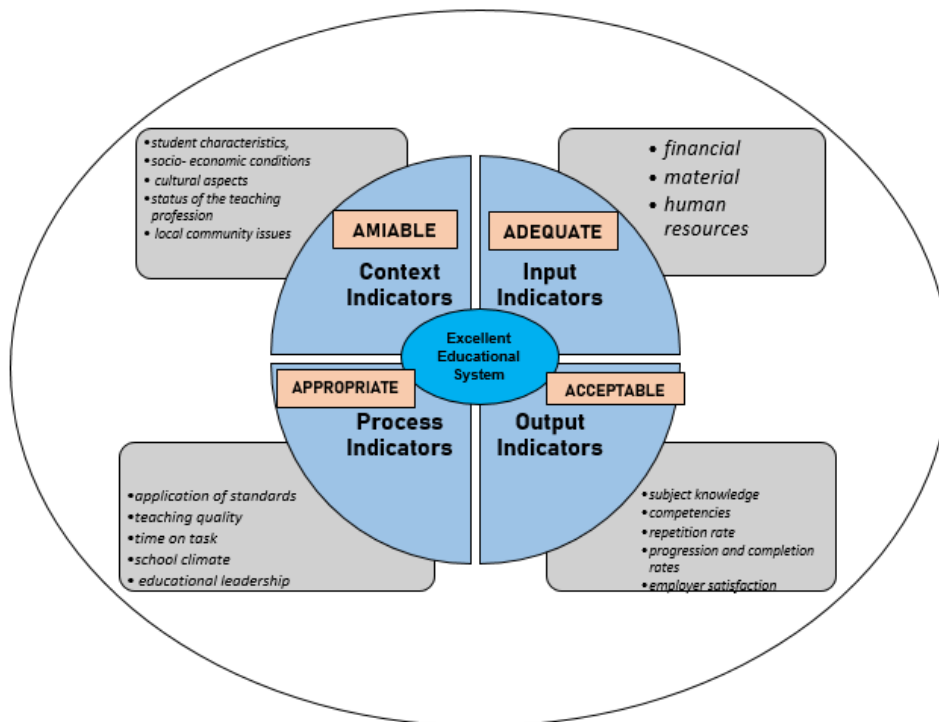 •student characteristics,
•socio- economic conditions
• cultural aspects
•status of the teaching
profession
• local community issues
• financial
• material
• human
resources
AMIABLE
Context
Indicators
ADEQUATE
Input
Indicators
Excellent
Educational
System
APPROPRIATE
Process
Indicators
ACCEPTABLE
Output
Indicators
•application of standards
•teaching quality
•time on task
•school climate
• educational leadership
•subject knowledge
•competencies
•repetition rate
•progression and completion
rates
•employer satisfaction